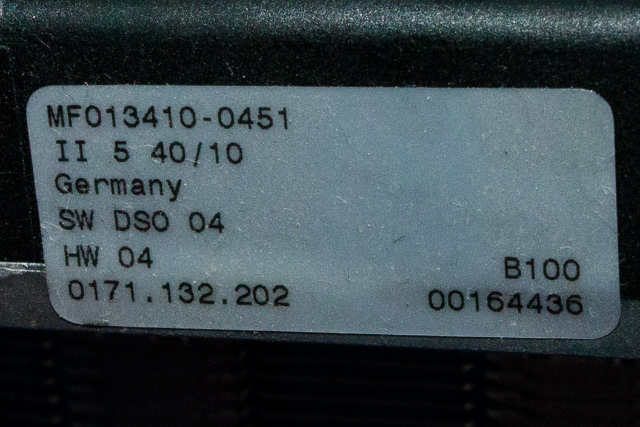 MF013410-0451
II 5 40/10
Germany
SW DSO 04
HW 04
B100
0171.132.202 00164436